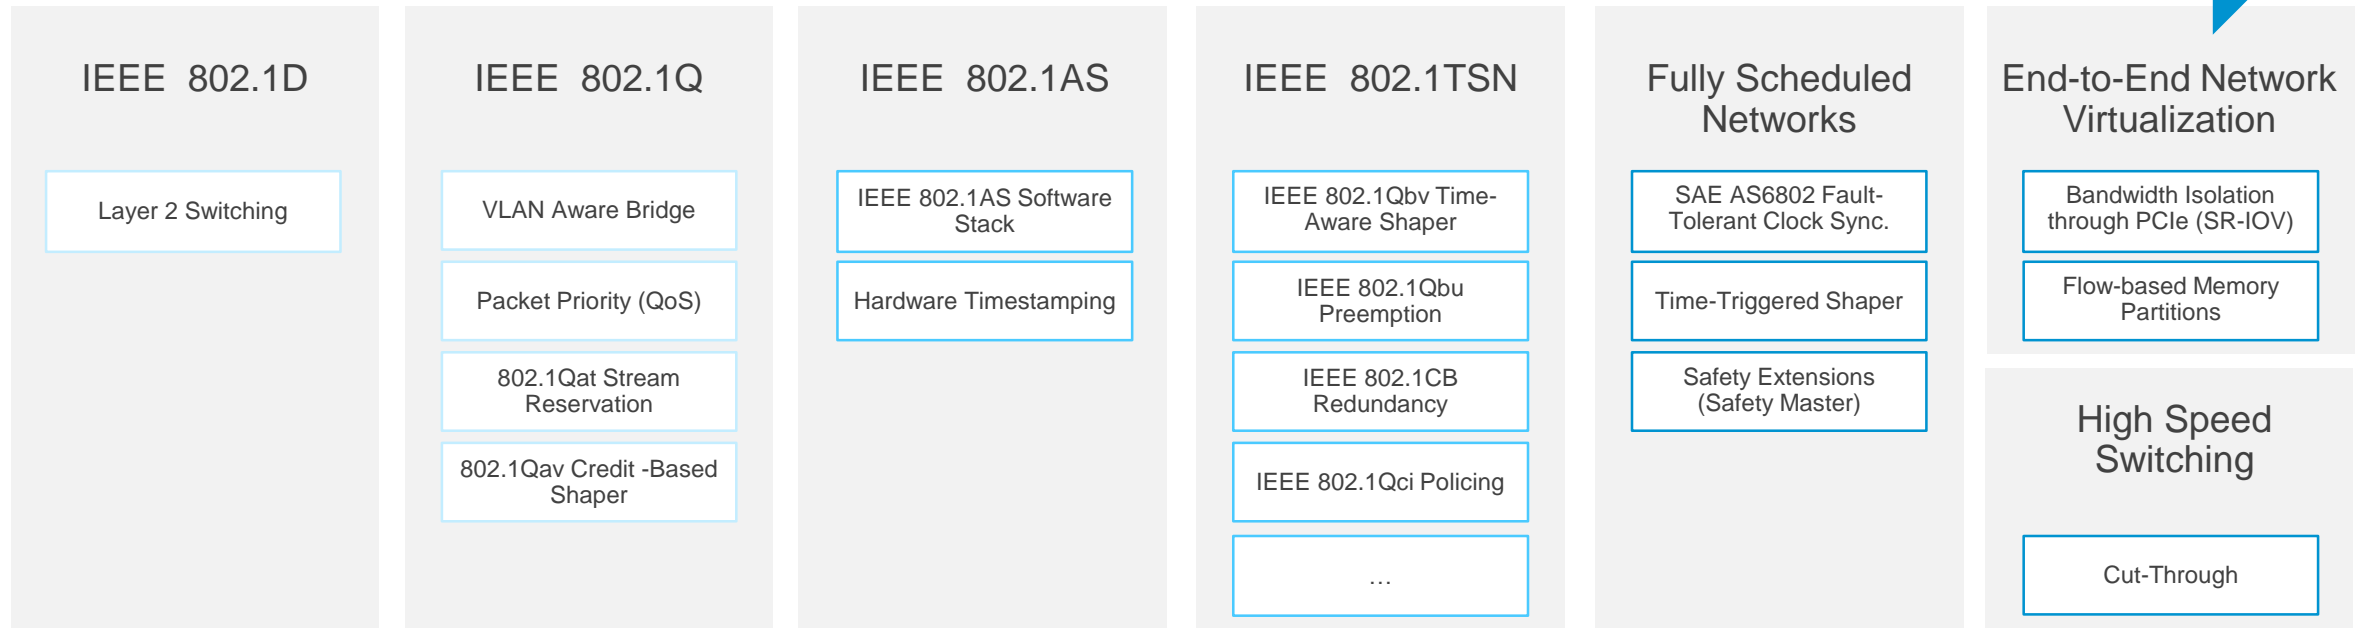 IEEE 802.1D
Layer 2 Switching
IEEE 802.1Q
VLAN Aware Bridge
Packet Priority (QoS)
802.1Qat Stream
Reservation
802.1Qav Credit -Based
Shaper
IEEE 802.1AS
IEEE 802.1AS Software
Stack
Hardware Timestamping
IEEE 802.1TSN
IEEE 802.1Qbv Time-
Aware Shaper
IEEE 802.1Qbu
Preemption
IEEE 802.1CB
Redundancy
IEEE 802.1Qci Policing
…
Fully Scheduled
Networks
SAE AS6802 Fault-
Tolerant Clock Sync.
Time-Triggered Shaper
Safety Extensions
(Safety Master)
End-to-End Network
Virtualization
Bandwidth Isolation
through PCIe (SR-IOV)
Flow-based Memory
Partitions
High Speed
Switching
Cut-Through